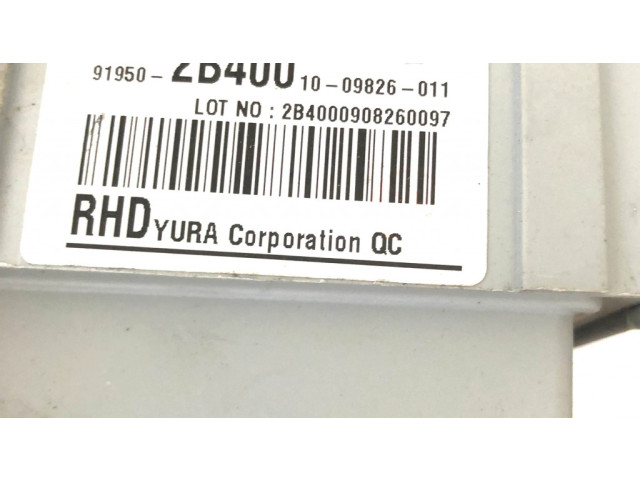 91950- 2B400 10-09826-011
LOT NO : 2B4000908260097
RHD YURA Corporation QC